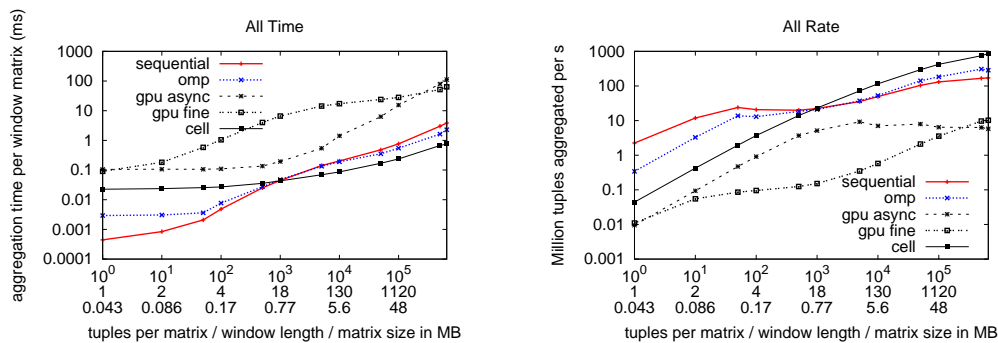 All Time
aggregation time per window matrix (ms)
1000
100
10
1
0.1
0.01
0.001
0.0001
sequential
omp
gpu async
gpu fine
cell
10^0 10^1 10^2 10^3 10^4 10^5
1 2 4 18 130 1120
0.043 0.086 0.17 0.77 5.6 48
tuples per matrix / window length / matrix size in MB
All Rate
Million tuples aggregated per s
1000
100
10
1
0.1
0.01
0.001
sequential
omp
gpu async
gpu fine
cell
10^0 10^1 10^2 10^3 10^4 10^5
1 2 4 18 130 1120
0.043 0.086 0.17 0.77 5.6 48
tuples per matrix / window length / matrix size in MB